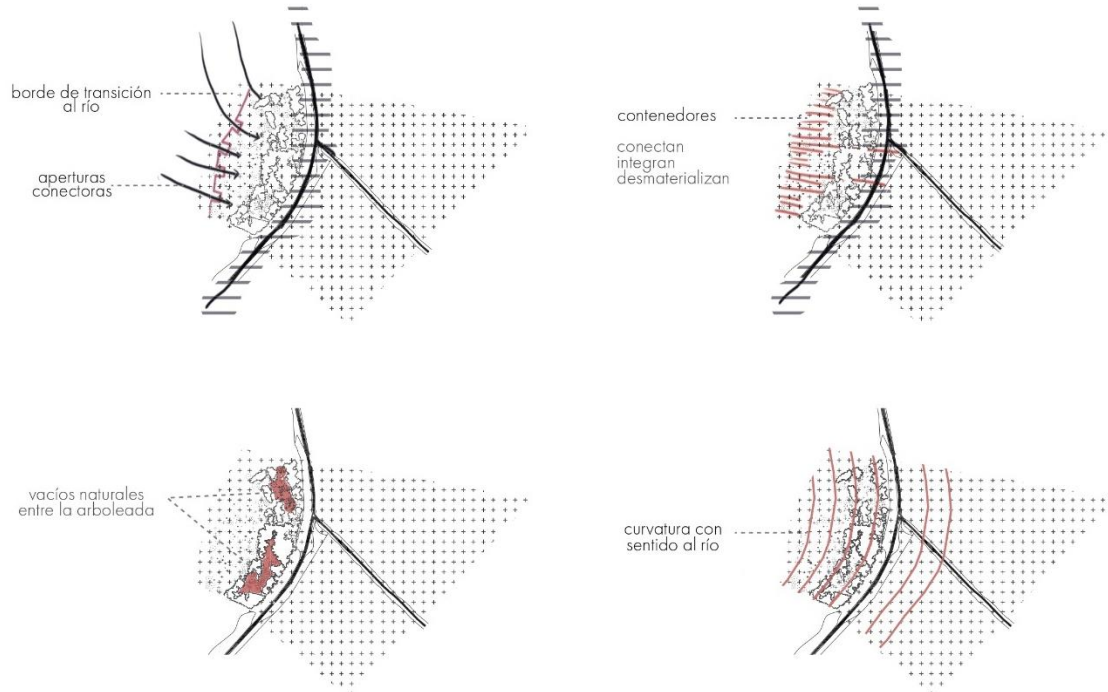 borde de transición
al río
aperturas
conectoras
contenedores
conectan
integran
desmaterializan
vacíos naturales
entre la arboleada
curvatura con
sentido al río